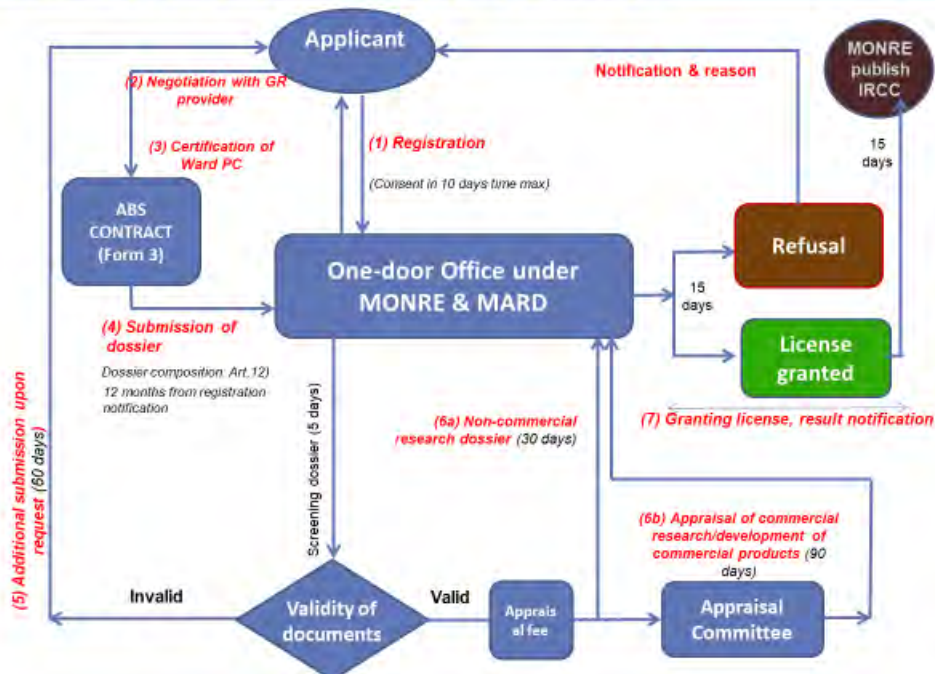 Applicant
MONRE
publish
IRCC
Notification & reason
(2) Negotiation with GR
provider
(3) Certification of
Ward PC
(1) Registration
(Consent in 10 days time max)
15
days
ABS
CONTRACT
(Form 3)
One-door Office under
MONRE & MARD
15
days
Refusal
License
granted
(4) Submission of
dossier
Dossier composition: Art.12)
12 months from registration
notification
(7) Granting license, result notification
(6a) Non-commercial
research dossier (30 days)
Screening dossier (5 days)
(5) Additional submission upon
request (60 days)
(6b) Appraisal of commercial
research/development of
commercial products (90
days)
Invalid
Validity of
documents
Valid
Apprais
al fee
Appraisal
Committee